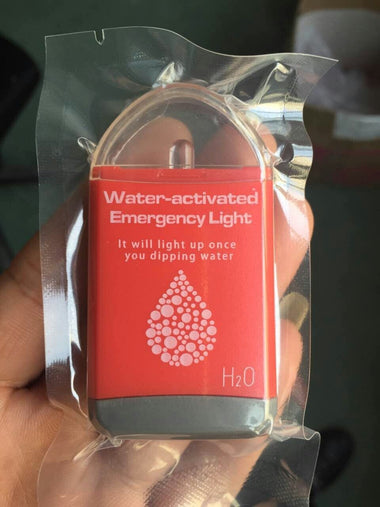 Water-activated
Emergency Light
It will light up once
you dipping water
H₂O